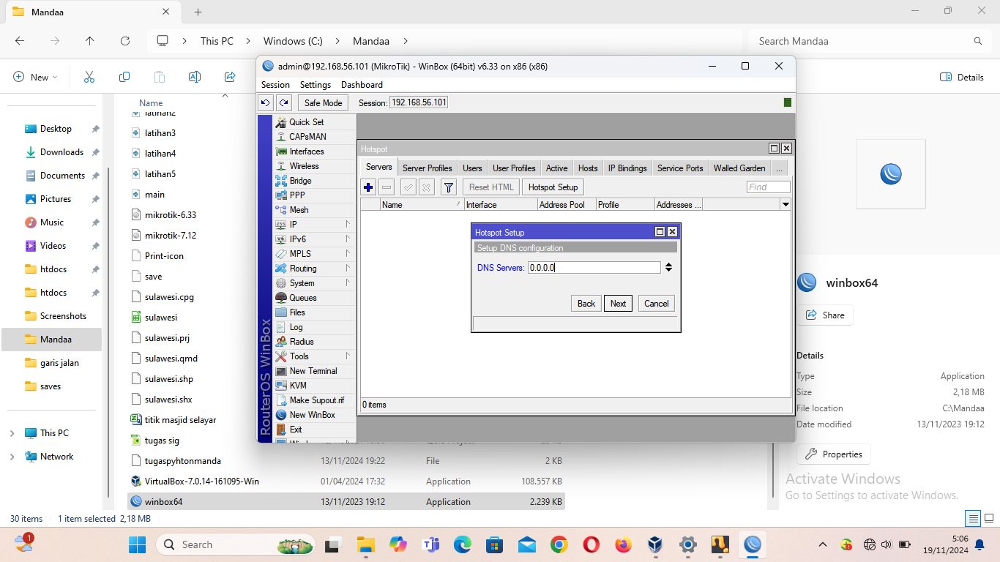 Mandaa
This PC
Windows (C:)
Mandaa
Search Mandaa
New
Details
Name
Desktop
Downloads
Documents
Pictures
Music
Videos
htdocs
htdocs
Screenshots
Mandaa
garis jalan
saves
This PC
Network
latihan2
latihan3
latihan4
latihan5
main
mikrotik-6.33
mikrotik-7.12
Print-icon
save
sulawesi.cpg
sulawesi
sulawesi.prj
sulawesi.qmd
sulawesi.shp
sulawesi.shx
titik masjid selayar
tugas sig
tugaspyhtonmanda 13/11/2024 19:22 File 2 KB
VirtualBox-7.0.14-161095-Win 01/04/2024 17:32 Application 108.557 KB
winbox64 13/11/2023 19:12 Application 2.239 KB
admin@192.168.56.101 (MikroTik) - WinBox (64bit) v6.33 on x86 (x86)
Session Settings Dashboard
Safe Mode Session: 192.168.56.101
RouterOS WinBox
Quick Set
CAPsMAN
Interfaces
Wireless
Bridge
PPP
Mesh
IP
IPv6
MPLS
Routing
System
Queues
Files
Log
Radius
Tools
New Terminal
KVM
Make Supout.rif
New WinBox
Exit
Hotspot
Servers Server Profiles Users User Profiles Active Hosts IP Bindings Service Ports Walled Garden ...
Reset HTML Hotspot Setup Find
Name Interface Address Pool Profile Addresses ...
Hotspot Setup
Setup DNS configuration
DNS Servers: 0.0.0.0
Back Next Cancel
0 items
winbox64
Share
Details
Type Application
Size 2,18 MB
File location C:\Mandaa
Date modified 13/11/2023 19:12
Properties
Activate Windows
Go to Settings to activate Windows.
30 items 1 item selected 2,18 MB
1
Search
5:06
19/11/2024